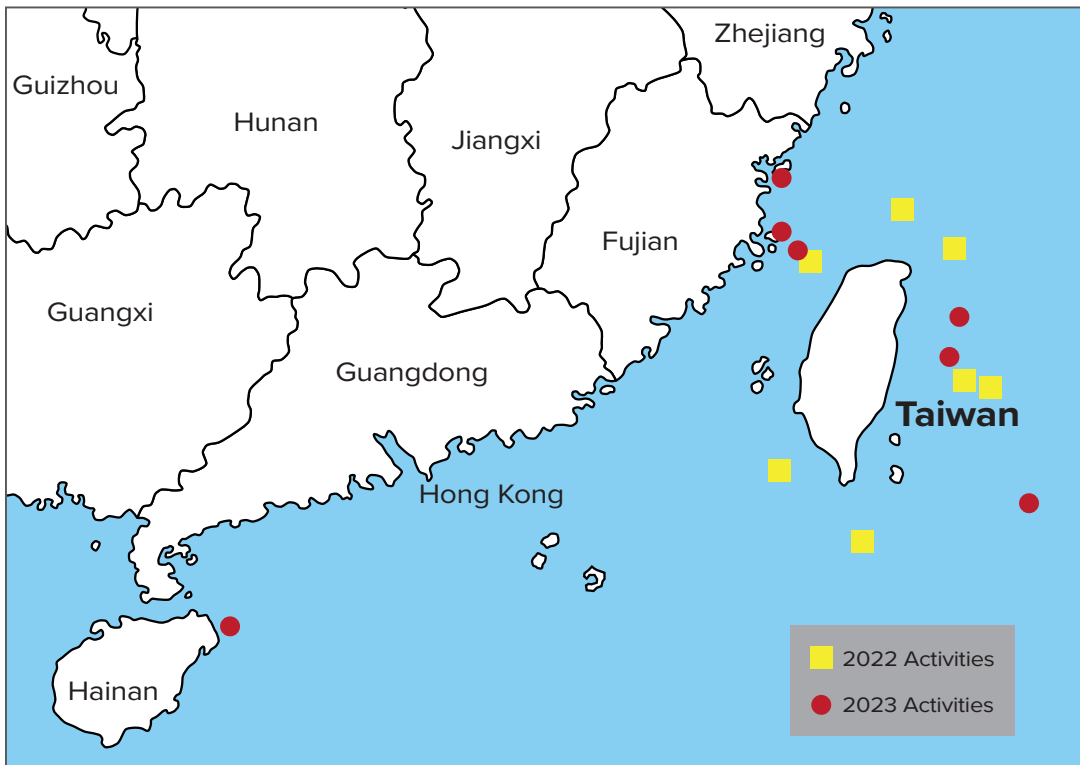 Zhejiang
Guizhou
Hunan
Jiangxi
Fujian
Guangxi
Guangdong
Taiwan
Hong Kong
Hainan
2022 Activities
2023 Activities